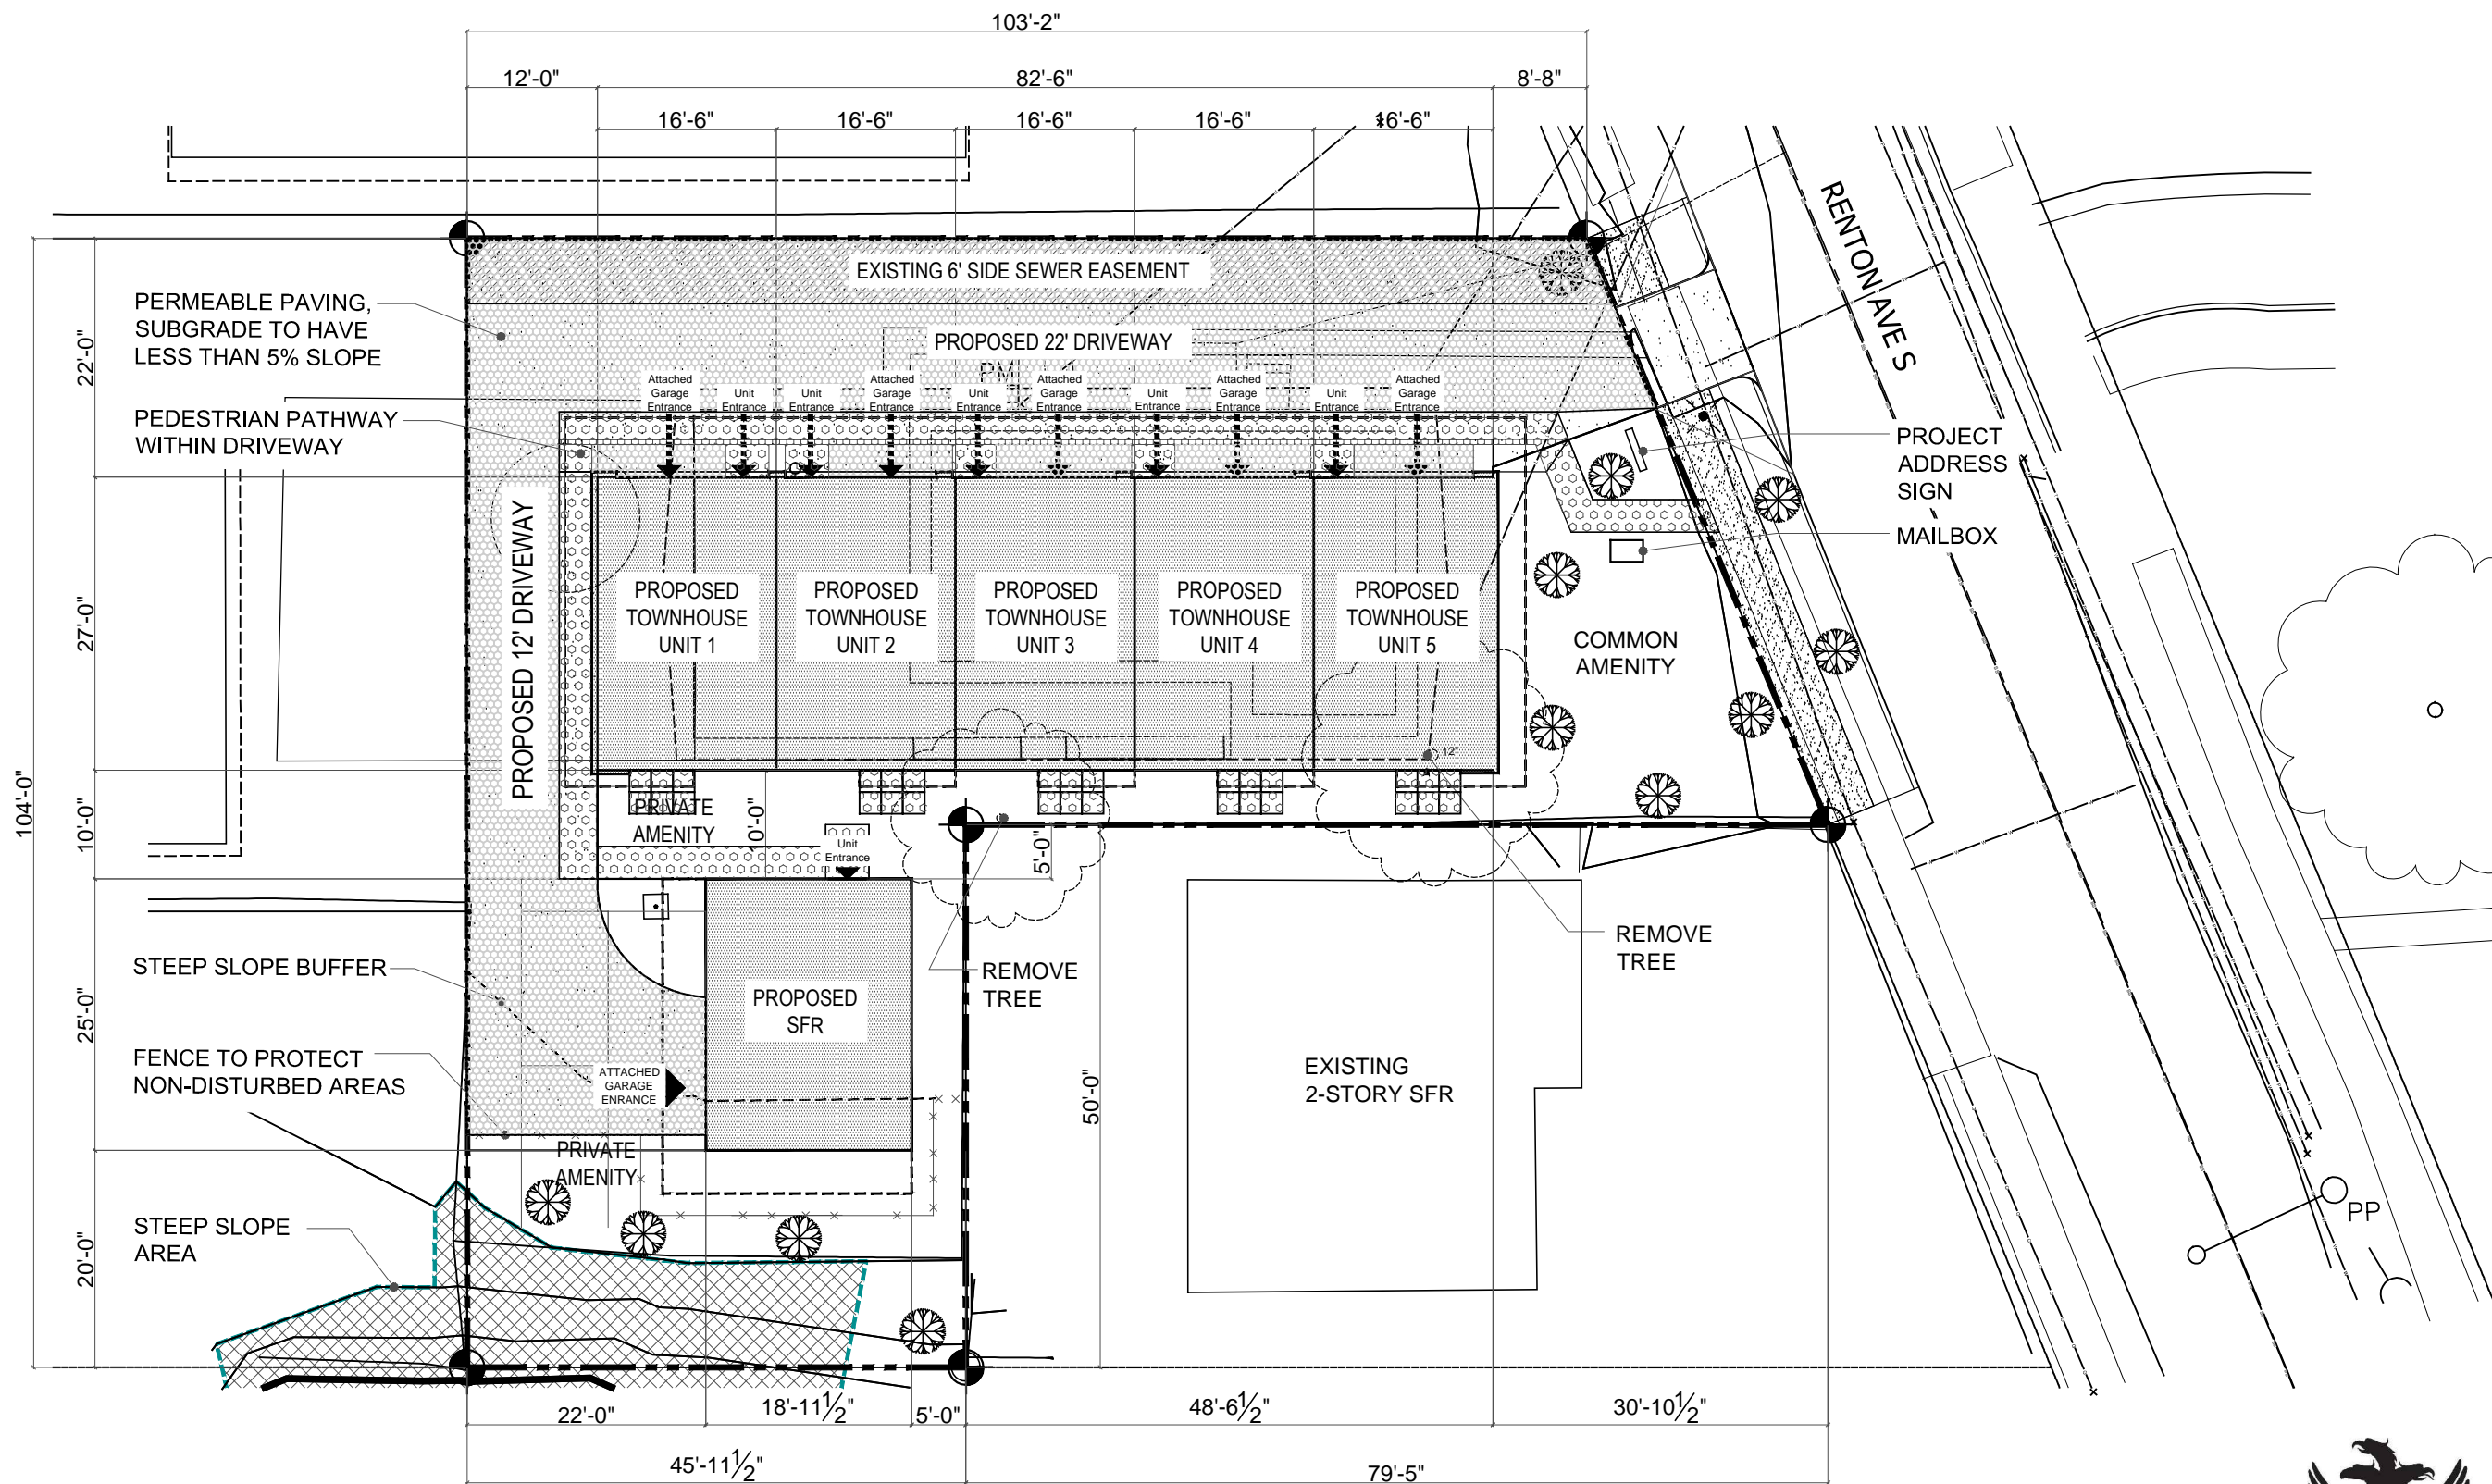 103'-2"
12'-0"
82'-6"
8'-8"
16'-6"
16'-6"
16'-6"
16'-6"
16'-6"
RENTON AVE S
EXISTING 6' SIDE SEWER EASEMENT
PERMEABLE PAVING,
SUBGRADE TO HAVE
LESS THAN 5% SLOPE
PROPOSED 22' DRIVEWAY
PM
22'-0"
PEDESTRIAN PATHWAY
WITHIN DRIVEWAY
Attached
Garage
Entrance
Unit
Entrance
Unit
Entrance
Attached
Garage
Entrance
Unit
Entrance
Attached
Garage
Entrance
Unit
Entrance
Attached
Garage
Entrance
Unit
Entrance
Attached
Garage
Entrance
PROJECT
ADDRESS
SIGN
MAILBOX
PROPOSED 12' DRIVEWAY
27'-0"
PROPOSED
TOWNHOUSE
UNIT 1
PROPOSED
TOWNHOUSE
UNIT 2
PROPOSED
TOWNHOUSE
UNIT 3
PROPOSED
TOWNHOUSE
UNIT 4
PROPOSED
TOWNHOUSE
UNIT 5
COMMON
AMENITY
12"
104'-0"
10'-0"
PRIVATE
AMENITY
10'-0"
Unit
Entrance
5'-0"
STEEP SLOPE BUFFER
REMOVE
TREE
REMOVE
TREE
25'-0"
PROPOSED
SFR
FENCE TO PROTECT
NON-DISTURBED AREAS
ATTACHED
GARAGE
ENRANCE
EXISTING
2-STORY SFR
50'-0"
PRIVATE
AMENITY
STEEP SLOPE
AREA
20'-0"
PP
22'-0"
18'-11½"
5'-0"
48'-6½"
30'-10½"
45'-11½"
79'-5"